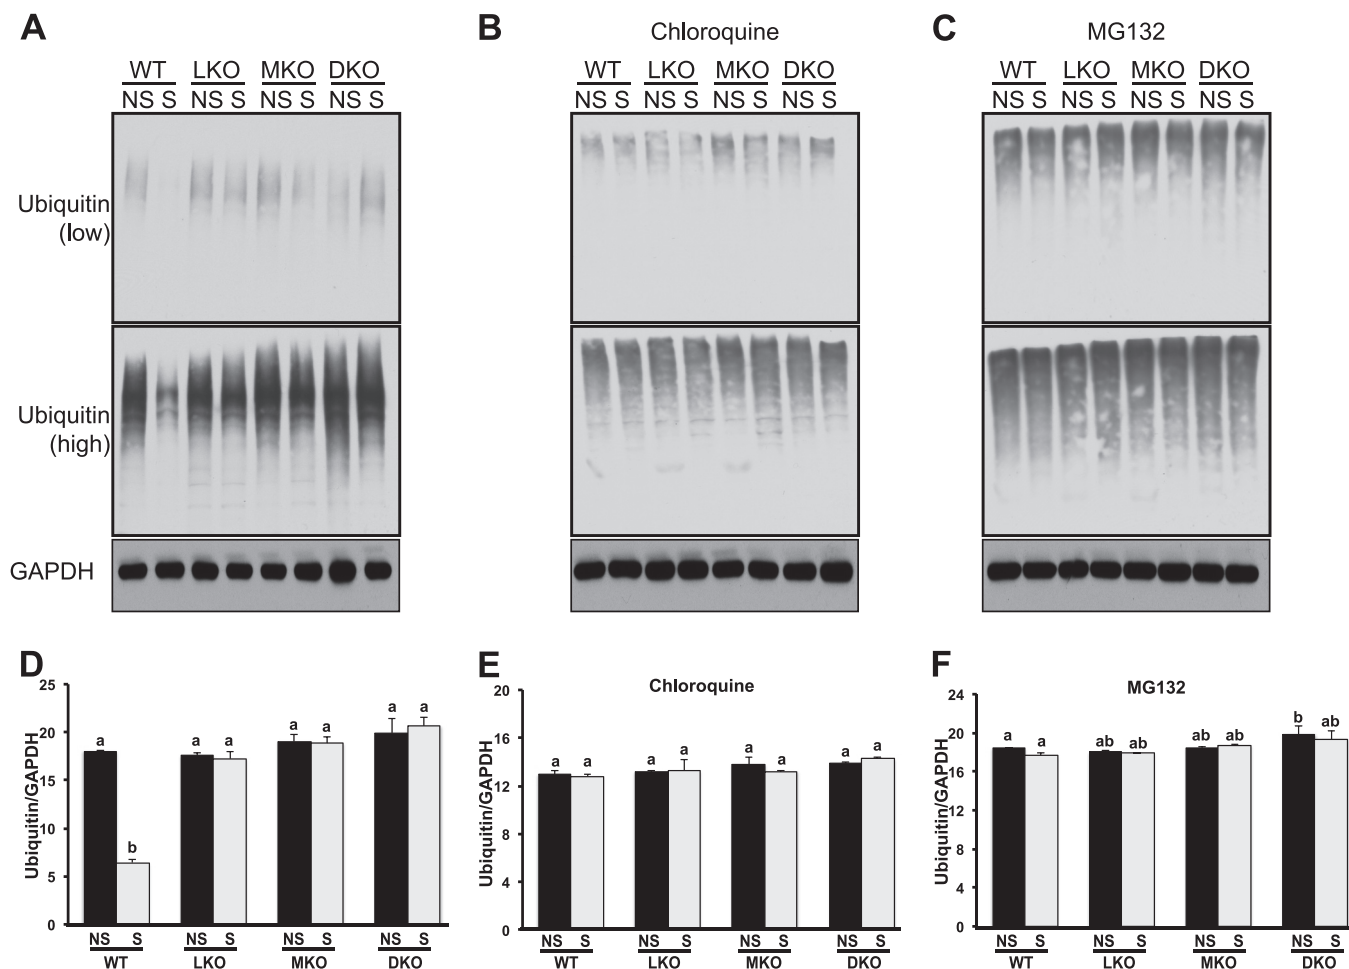 A
WT LKO MKO DKO
NS S NS S NS S NS S
Ubiquitin
(low)
Ubiquitin
(high)
GAPDH
B
Chloroquine
WT LKO MKO DKO
NS S NS S NS S NS S
C
MG132
WT LKO MKO DKO
NS S NS S NS S NS S
D
Ubiquitin/GAPDH
25
20
15
10
5
0
a b a a a a a a
NS S NS S NS S NS S
WT LKO MKO DKO
E
Chloroquine
Ubiquitin/GAPDH
20
16
12
8
4
0
a a a a a a a a
NS S NS S NS S NS S
WT LKO MKO DKO
F
MG132
Ubiquitin/GAPDH
24
20
16
12
8
4
0
a a ab ab ab ab b ab
NS S NS S NS S NS S
WT LKO MKO DKO